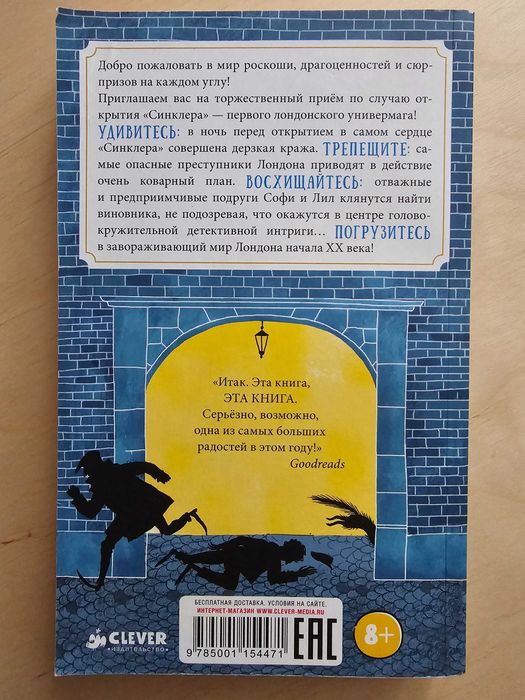 Добро пожаловать в мир роскоши, драгоценностей и сюр-
призов на каждом углу!
Приглашаем вас на торжественный приём по случаю от-
крытия «Синклера» — первого лондонского универмага!
УДИВИТЕСЬ: в ночь перед открытием в самом сердце
«Синклера» совершена дерзкая кража. ТРЕПЕЩИТЕ: са-
мые опасные преступники Лондона приводят в действие
очень коварный план. ВОСХИЩАЙТЕСЬ: отважные
и предприимчивые подруги Софи и Лил клянутся найти
виновника, не подозревая, что окажутся в центре голово-
кружительной детективной интриги... ПОГРУЗИТЕСЬ
в завораживающий мир Лондона начала XX века!
«Итак. Эта книга,
ЭТА КНИГА.
Серьёзно, возможно,
одна из самых больших
радостей в этом году!»
Goodreads
БЕСПЛАТНАЯ ДОСТАВКА. УСЛОВИЯ НА САЙТЕ.
ИНТЕРНЕТ-МАГАЗИН WWW.CLEVER-MEDIA.RU
CLEVER
ИЗДАТЕЛЬСТВО
9 785001 154471
EAC
8+